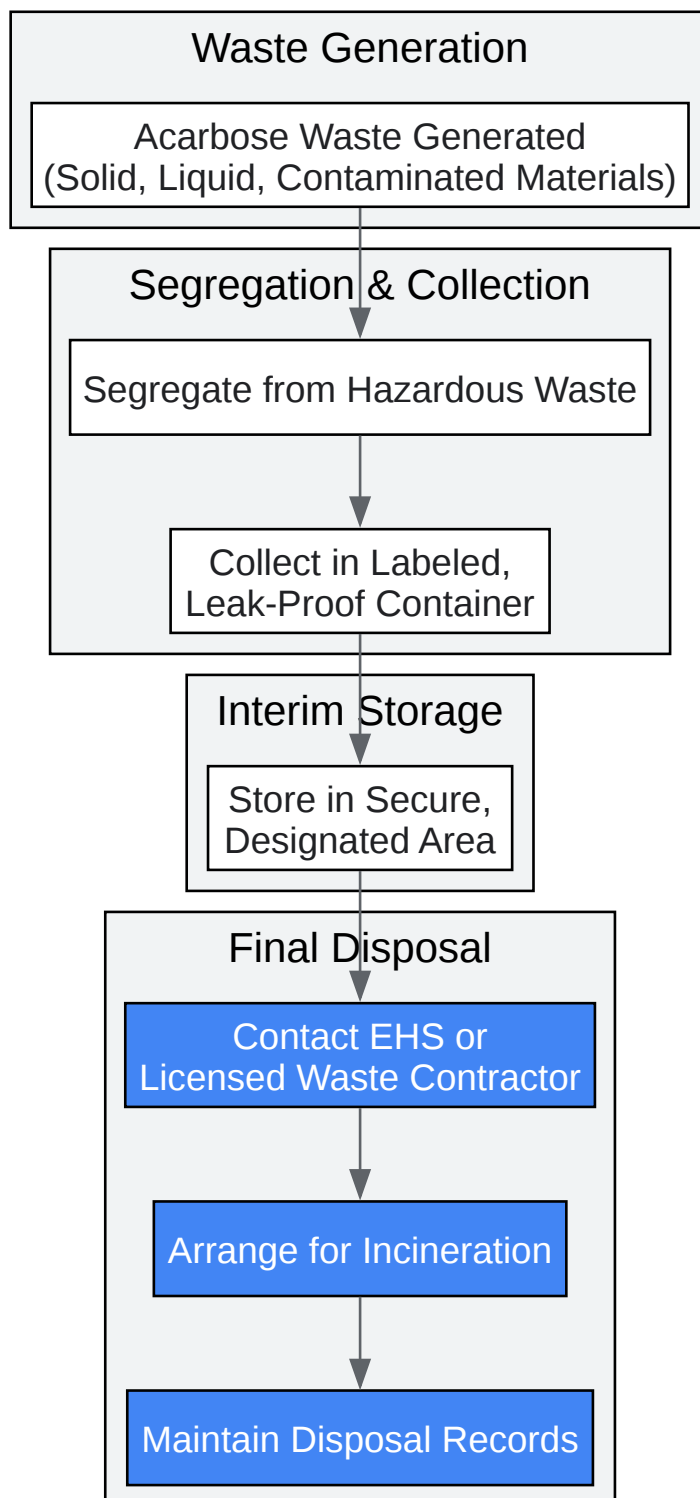 Waste Generation
Acarbose Waste Generated
(Solid, Liquid, Contaminated Materials)
Segregation & Collection
Segregate from Hazardous Waste
Collect in Labeled,
Leak-Proof Container
Interim Storage
Store in Secure,
Designated Area
Final Disposal
Contact EHS or
Licensed Waste Contractor
Arrange for Incineration
Maintain Disposal Records